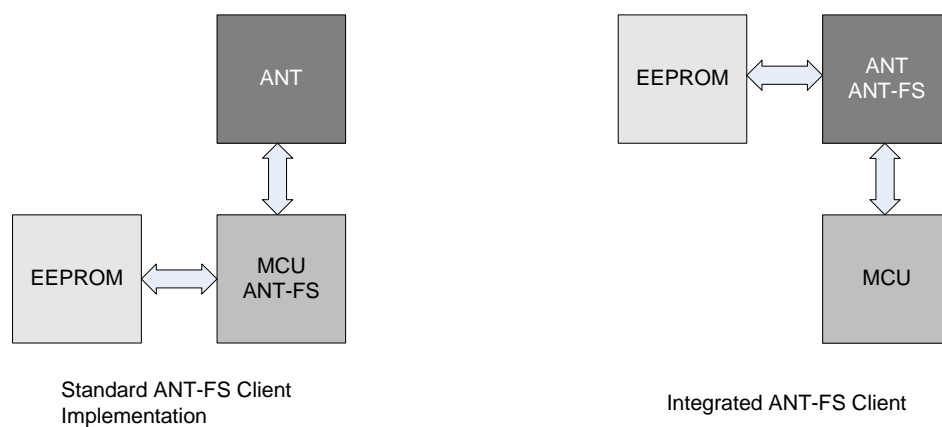 ANT
EEPROM
MCU
ANT-FS
Standard ANT-FS Client
Implementation
EEPROM
ANT
ANT-FS
MCU
Integrated ANT-FS Client